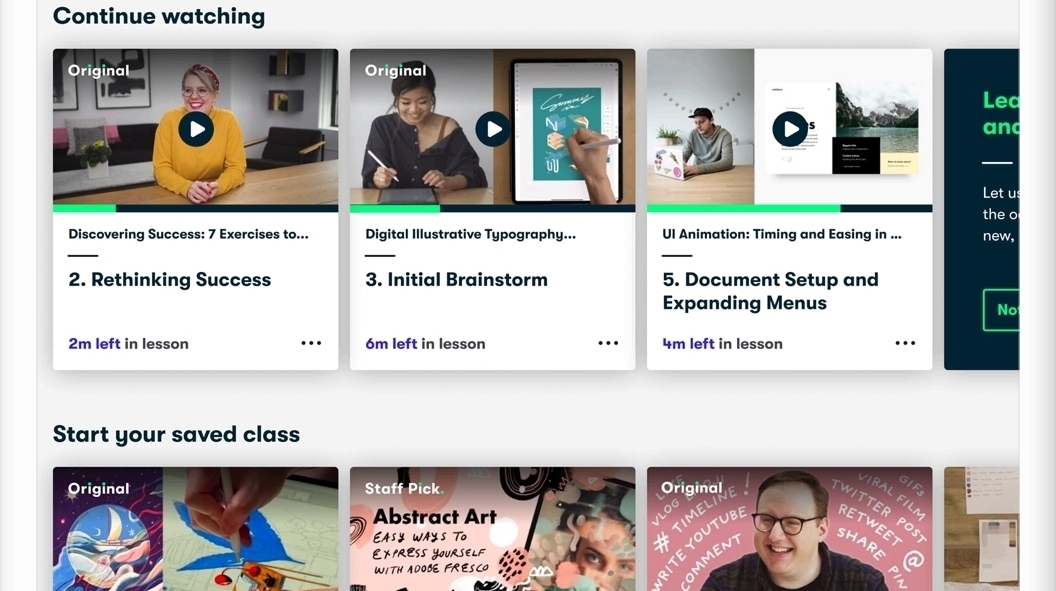 Continue watching
Original
Original
Summer
in
Discovering Success: 7 Exercises to...
2. Rethinking Success
2m left in lesson
Digital Illustrative Typography...
3. Initial Brainstorm
6m left in lesson
UI Animation: Timing and Easing in ...
5. Document Setup and
Expanding Menus
4m left in lesson
Let us
new,
Start your saved class
Original
Staff Pick.
Abstract Art
EASY WAYS TO
EXPRESS YOURSELF
WITH ADOBE FRESCO
Original
BLOG
VLOG
TIMELINE!
#
WRITE YOUTUBE
COMMENT
GIFS
VIRAL FILM
TWITTER POST
RETWEET
SHARE @
PIN